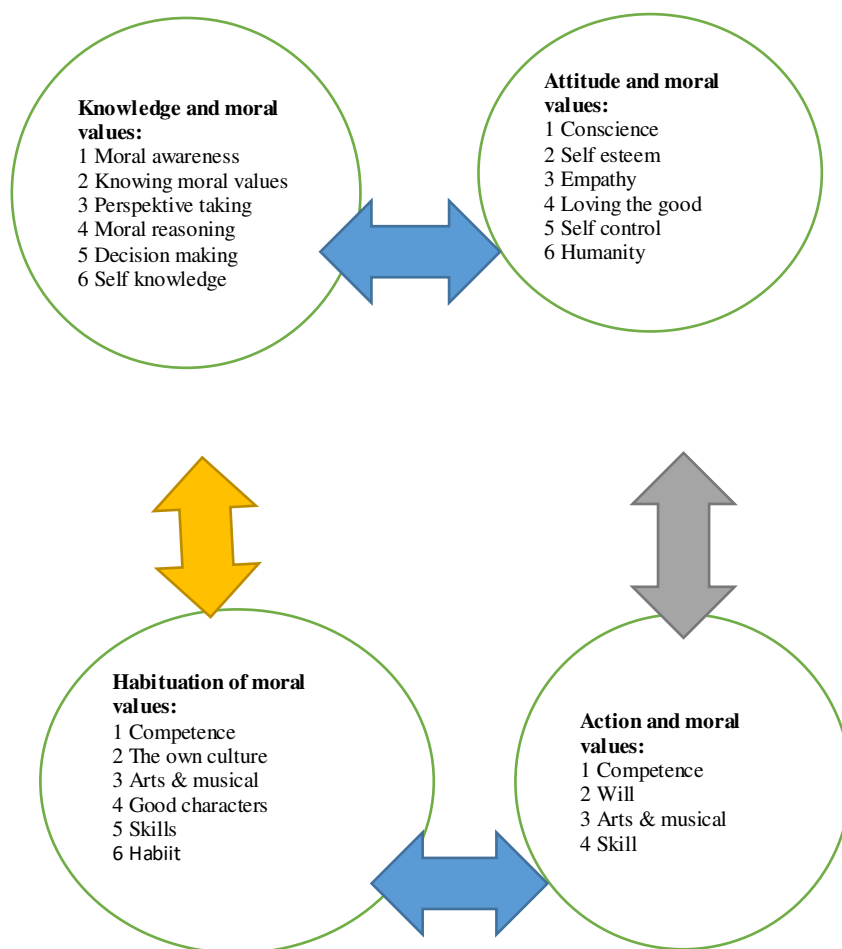 Knowledge and moral
values:
1 Moral awareness
2 Knowing moral values
3 Perspektive taking
4 Moral reasoning
5 Decision making
6 Self knowledge
Attitude and moral
values:
1 Conscience
2 Self esteem
3 Empathy
4 Loving the good
5 Self control
6 Humanity
Habituation of moral
values:
1 Competence
2 The own culture
3 Arts & musical
4 Good characters
5 Skills
6 Habiit
Action and moral
values:
1 Competence
2 Will
3 Arts & musical
4 Skill